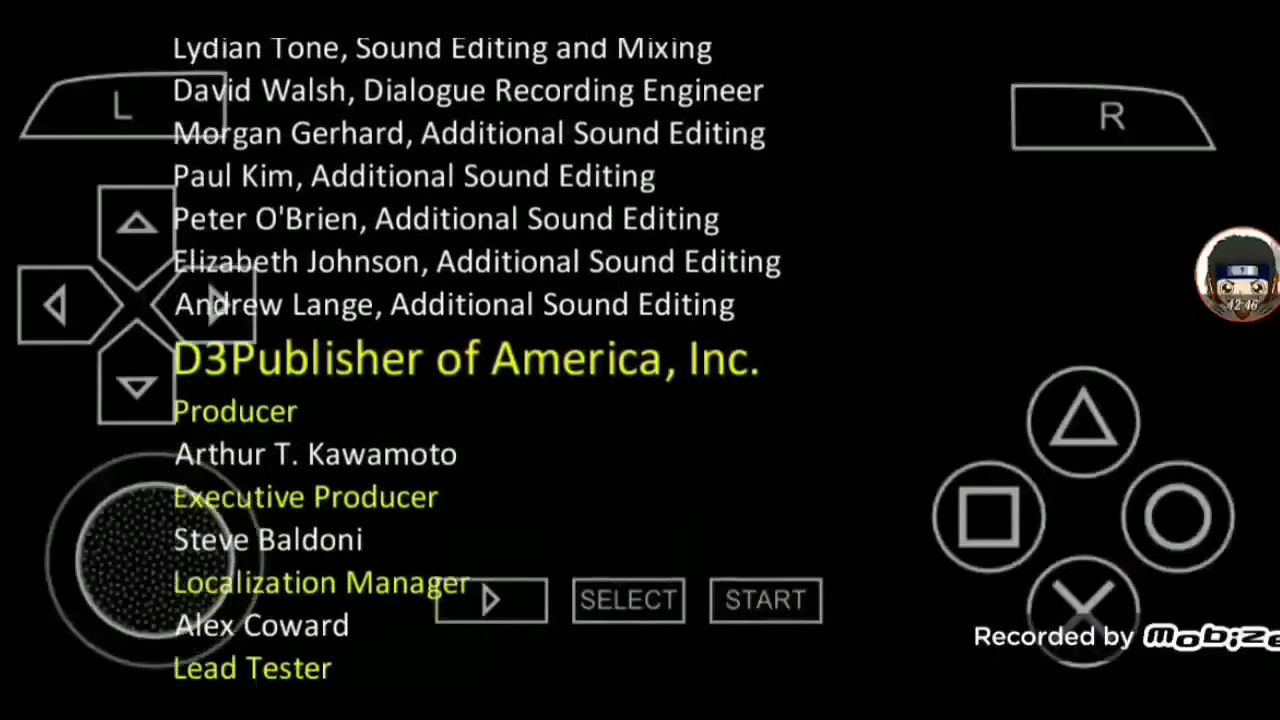 Lydian Tone, Sound Editing and Mixing
David Walsh, Dialogue Recording Engineer
L
R
Morgan Gerhard, Additional Sound Editing
Paul Kim, Additional Sound Editing
Peter O'Brien, Additional Sound Editing
Elizabeth Johnson, Additional Sound Editing
12:46
Andrew Lange, Additional Sound Editing
D3Publisher of America, Inc.
Producer
Arthur T. Kawamoto
Executive Producer
Steve Baldoni
Localization Manager
SELECT
START
Alex Coward
Recorded by mobize
Lead Tester